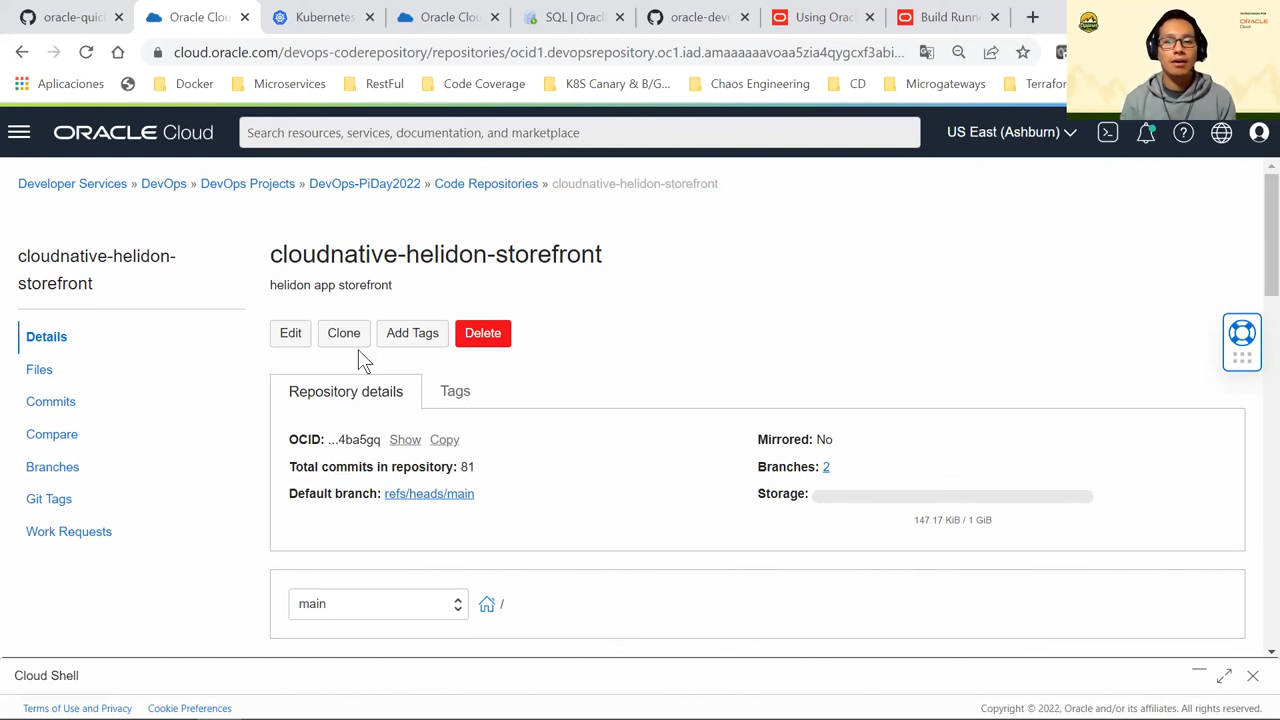 oracle-quic
Oracle Clou
Kubernetes
Oracle Clou
Oracl
oracle-dev
Using Orac
Build Runn
cloud.oracle.com/devops-coderepository/repositories/ocid1.devopsrepository.oc1.iad.amaaaaaavoaa5zia4qygcxf3abi...
Aplicaciones
Docker
Microservices
RestFul
Code Coverage
K8S Canary & B/G...
Chaos Engineering
CD
Microgateways
Terrafor
ORACLE
Cloud
ORACLE Cloud
Search resources, services, documentation, and marketplace
US East (Ashburn)
Developer Services » DevOps » DevOps Projects » DevOps-PiDay2022 » Code Repositories » cloudnative-helidon-storefront
cloudnative-helidon-
storefront
Details
Files
Commits
Compare
Branches
Git Tags
Work Requests
cloudnative-helidon-storefront
helidon app storefront
Edit
Clone
Add Tags
Delete
Repository details
Tags
OCID: ...4ba5gq Show Copy
Total commits in repository: 81
Default branch: refs/heads/main
Mirrored: No
Branches: 2
Storage:
147.17 KiB / 1 GiB
main
/
Cloud Shell
Terms of Use and Privacy
Cookie Preferences
Copyright © 2022, Oracle and/or its affiliates. All rights reserved.